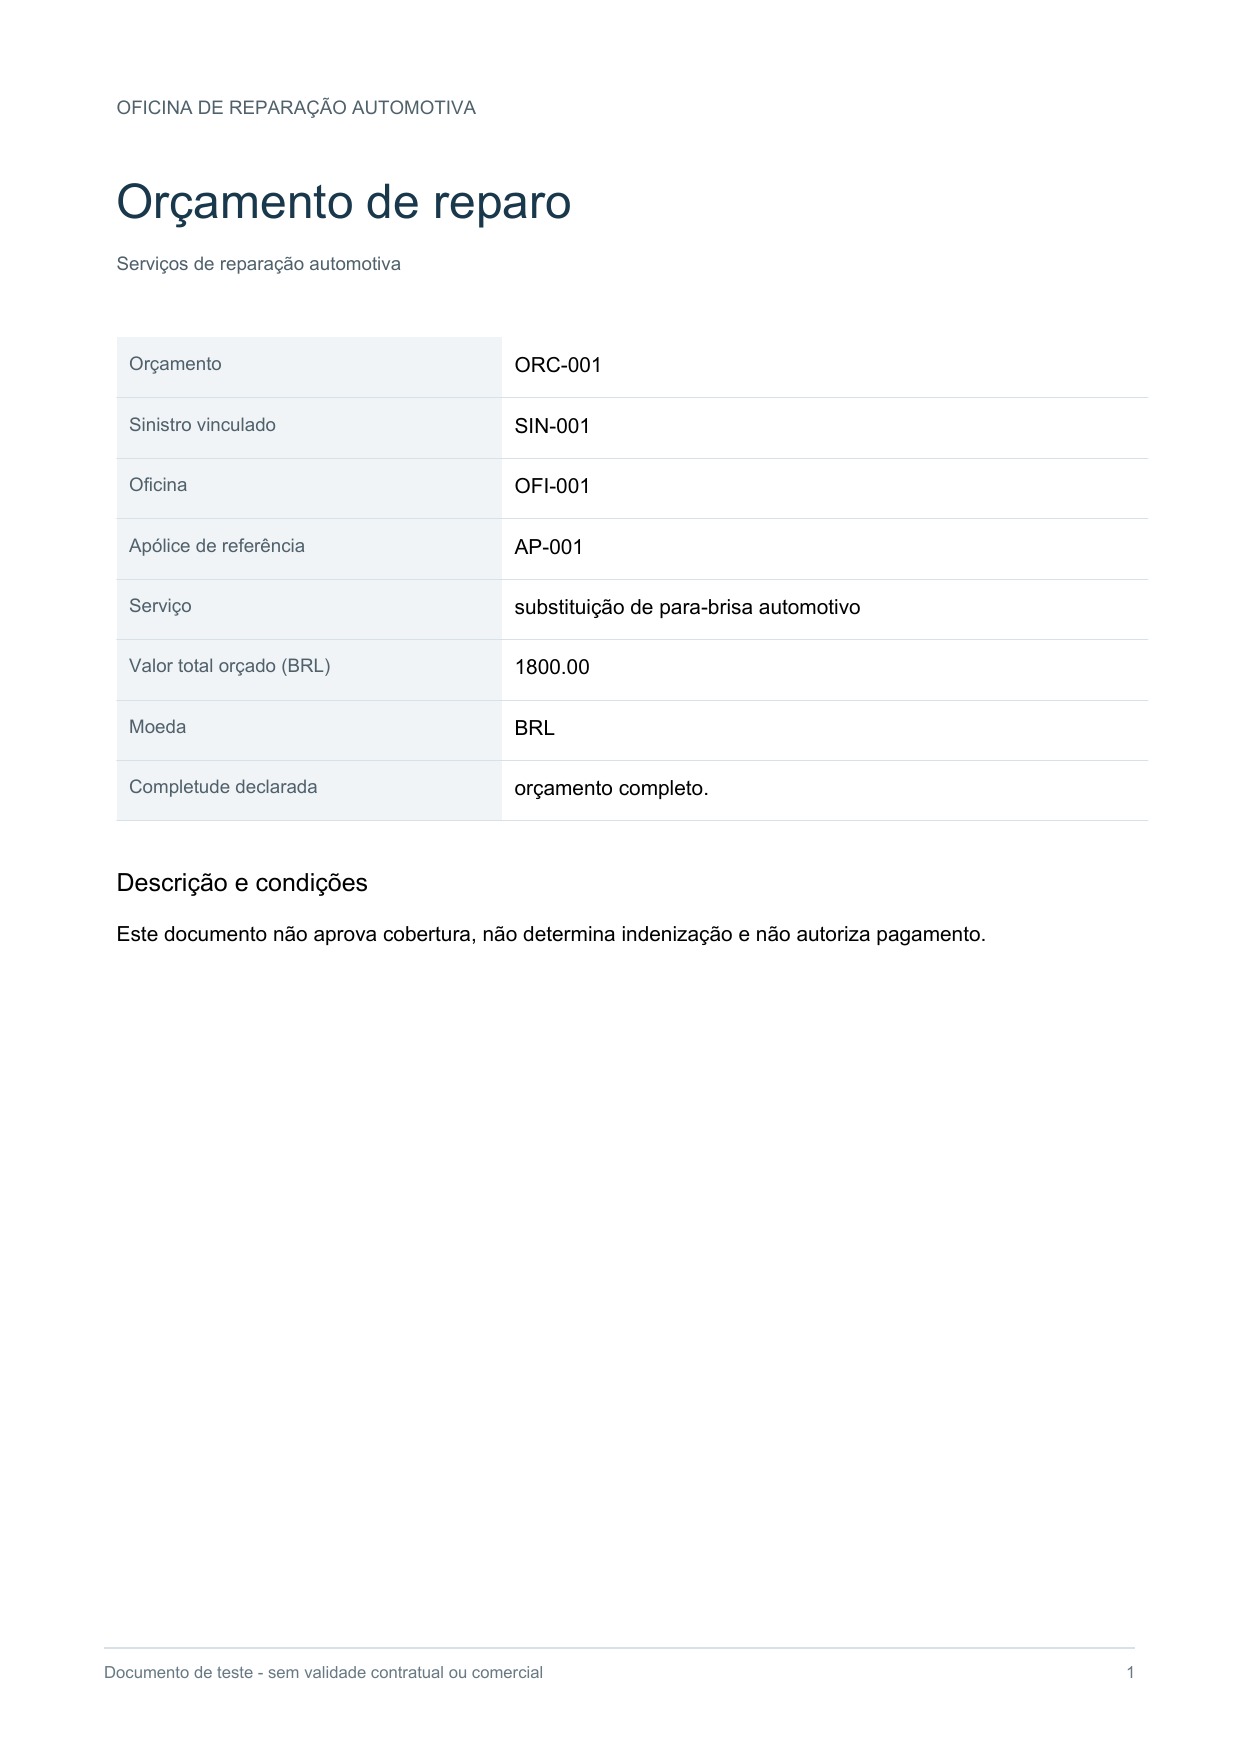 OFICINA DE REPARAÇÃO AUTOMOTIVA
Orçamento de reparo
Serviços de reparação automotiva
Orçamento ORC-001
Sinistro vinculado SIN-001
Oficina OFI-001
Apólice de referência AP-001
Serviço substituição de para-brisa automotivo
Valor total orçado (BRL) 1800.00
Moeda BRL
Completude declarada orçamento completo.
Descrição e condições
Este documento não aprova cobertura, não determina indenização e não autoriza pagamento.
Documento de teste - sem validade contratual ou comercial 1